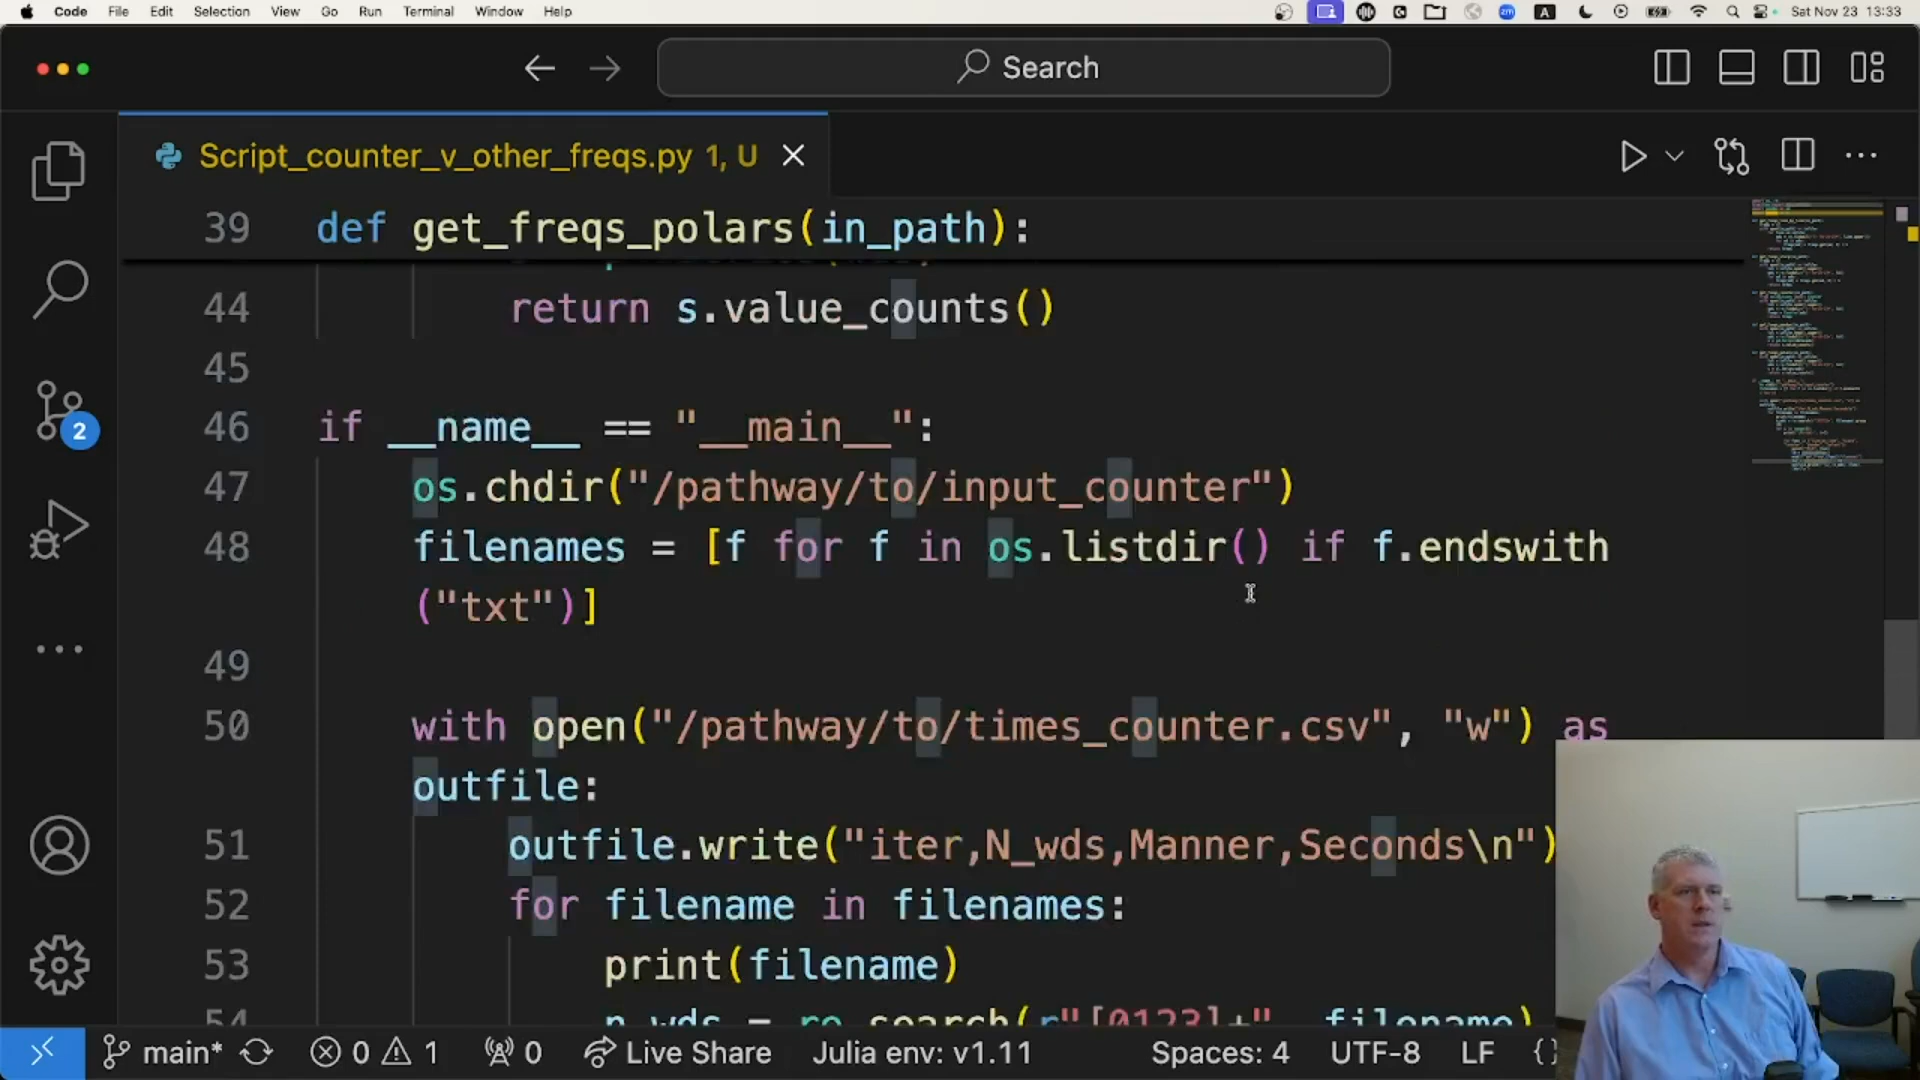 Code File Edit Selection View Go Run Terminal Window Help Sat Nov 23 13:33
Search
Script_counter_v_other_freqs.py 1, U
39 def get_freqs_polars(in_path):
44 return s.value_counts()
45
46 if __name__ == "__main__":
47 os.chdir("/pathway/to/input_counter")
48 filenames = [f for f in os.listdir() if f.endswith
("txt")]
49
50 with open("/pathway/to/times_counter.csv", "w") as
outfile:
51 outfile.write("iter,N_wds,Manner,Seconds\n")
52 for filename in filenames:
53 print(filename)
54 n_wds = re.search(r"[0123]+", filename)
2
main* 0 1 0 Live Share Julia env: v1.11 Spaces: 4 UTF-8 LF {}